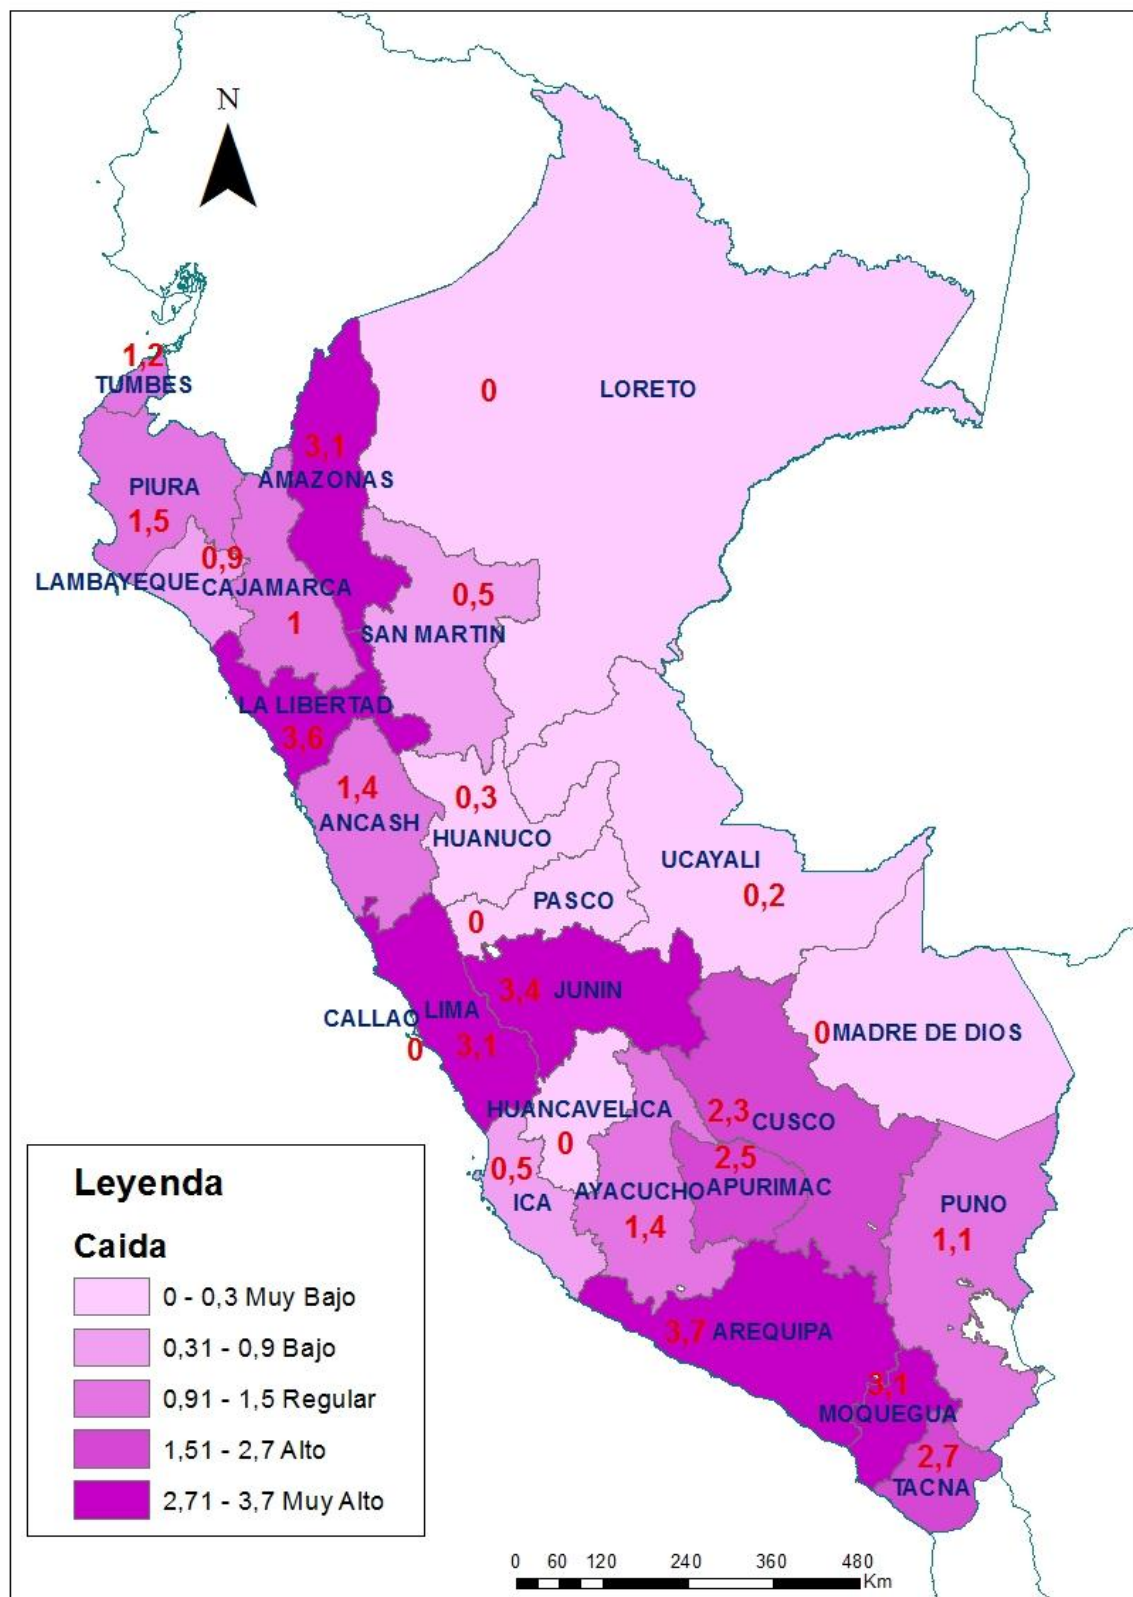 N
1,2
TUMBES
0
LORETO
3,1
AMAZONAS
PIURA
1,5
0,9
LAMBAYEQUE
CAJAMARCA
1
0,5
SAN MARTIN
LA LIBERTAD
3,6
1,4
ANCASH
0,3
HUANUCO
UCAYALI
0,2
PASCO
0
3,4 JUNIN
CALLAO
0
LIMA
3,1
0 MADRE DE DIOS
HUANCAVELICA
0
2,3 CUSCO
2,5
APURIMAC
0,5
ICA
AYACUCHO
1,4
PUNO
1,1
3,7 AREQUIPA
3,1
MOQUEGUA
2,7
TACNA
Leyenda
Caida
0 - 0,3 Muy Bajo
0,31 - 0,9 Bajo
0,91 - 1,5 Regular
1,51 - 2,7 Alto
2,71 - 3,7 Muy Alto
0 60 120 240 360 480
Km